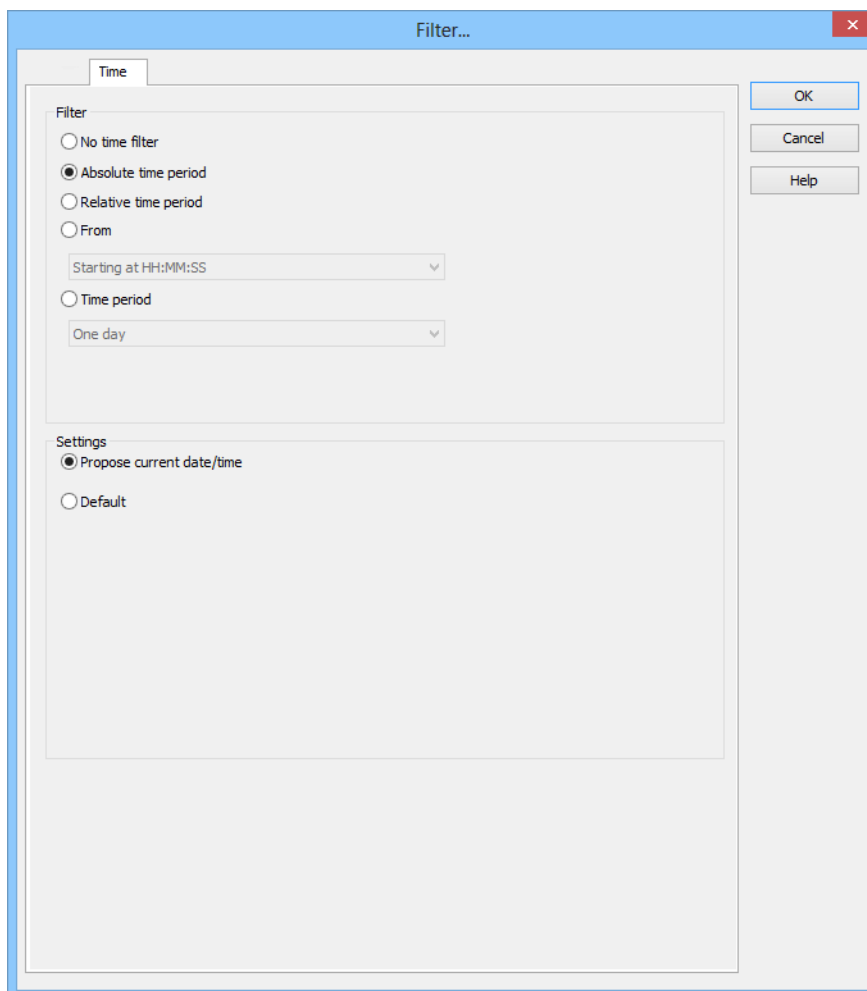 Filter...
Time
OK
Cancel
Help
Filter
No time filter
Absolute time period
Relative time period
From
Starting at HH:MM:SS
Time period
One day
Settings
Propose current date/time
Default